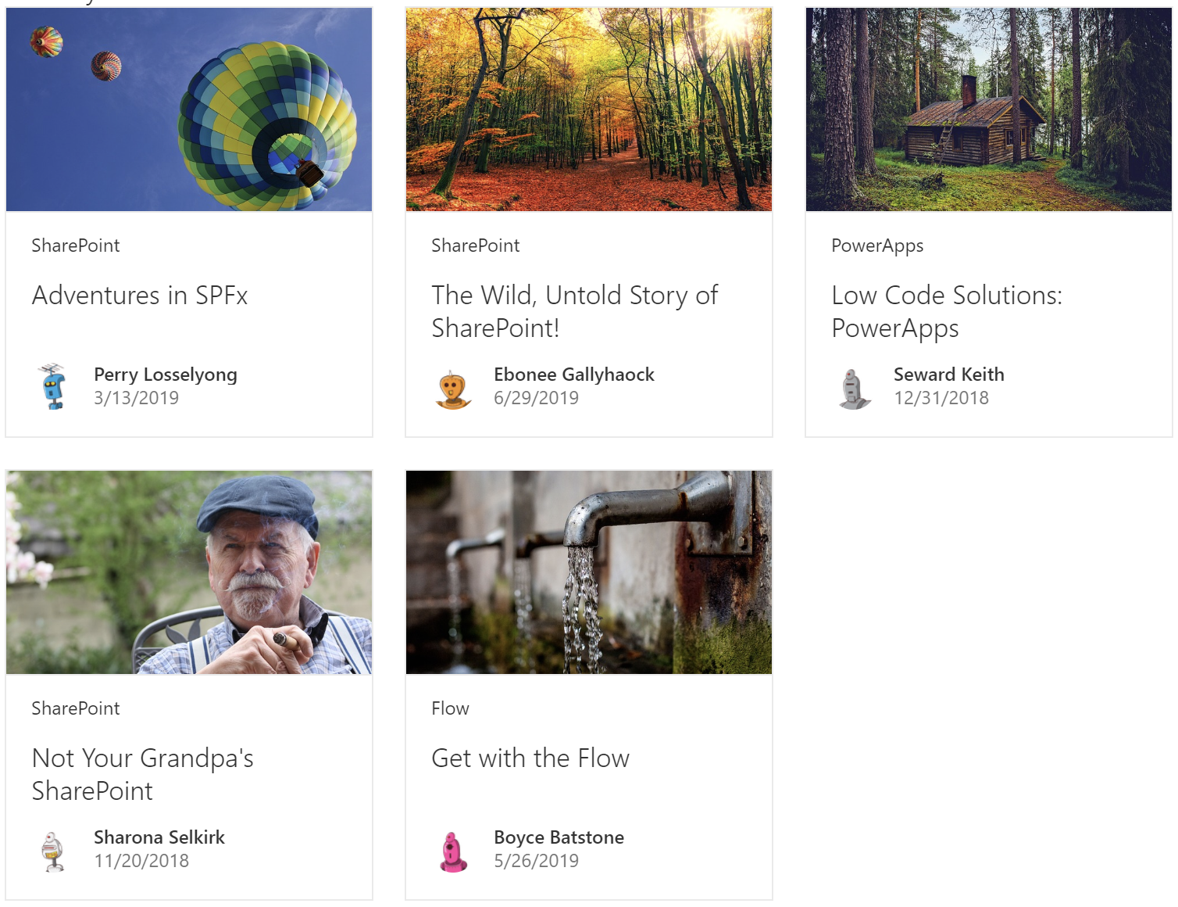 SharePoint
Adventures in SPFx
Perry Losselyong
3/13/2019
SharePoint
The Wild, Untold Story of
SharePoint!
Ebonee Gallyhaock
6/29/2019
PowerApps
Low Code Solutions:
PowerApps
Seward Keith
12/31/2018
SharePoint
Not Your Grandpa's
SharePoint
Sharona Selkirk
11/20/2018
Flow
Get with the Flow
Boyce Batstone
5/26/2019